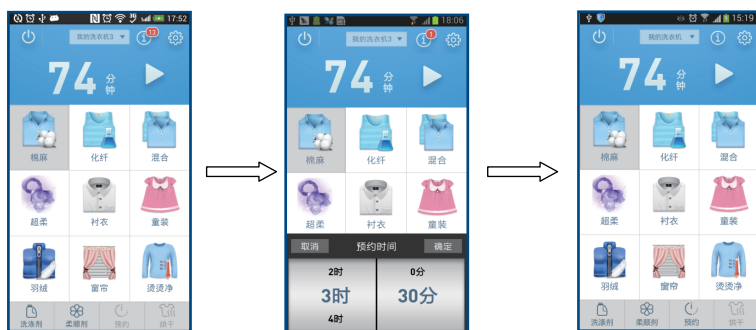 17:52
我的洗衣机3
13
74 分钟
棉麻 化纤 混合
超柔 衬衣 童装
羽绒 窗帘 烫烫净
洗涤剂 柔顺剂 预约 烘干
18:06
我的洗衣机3
1
74 分钟
棉麻 化纤 混合
超柔 衬衣 童装
取消 预约时间 确定
2时 0分
3时 30分
4时
15:19
我的洗衣机
74 分钟
棉麻 化纤 混合
超柔 衬衣 童装
羽绒 窗帘 烫烫净
洗涤剂 柔顺剂 预约 烘干